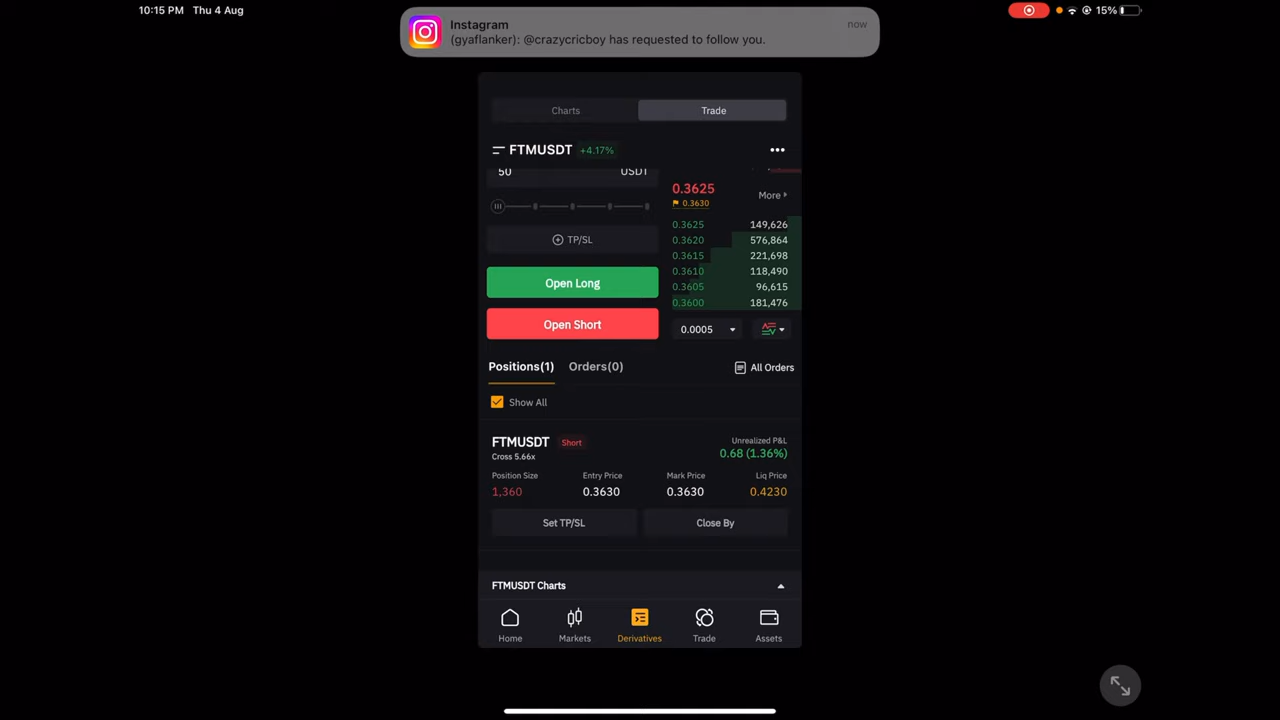 10:15 PM Thu 4 Aug
15%
Instagram
now
(gyaflanker): @crazycricboy has requested to follow you.
Charts
Trade
FTMUSDT +4.17%
50 USDT
0.3625
0.3630
More
TP/SL
0.3625 149,626
0.3620 576,864
0.3615 221,698
0.3610 118,490
0.3605 96,615
0.3600 181,476
Open Long
Open Short
0.0005
Positions(1) Orders(0)
All Orders
Show All
FTMUSDT Short
Cross 5.66x
Unrealized P&L
0.68 (1.36%)
Position Size Entry Price Mark Price Liq Price
1,360 0.3630 0.3630 0.4230
Set TP/SL Close By
FTMUSDT Charts
Home Markets Derivatives Trade Assets